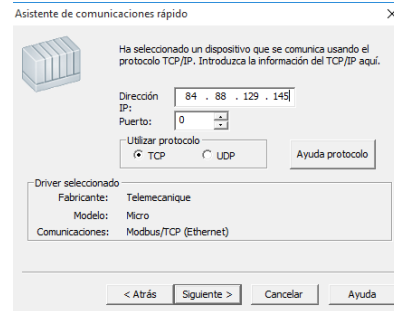 Asistente de comunicaciones rápido
Ha seleccionado un dispositivo que se comunica usando el
protocolo TCP/IP. Introduzca la información del TCP/IP aquí.
Dirección IP: 84 . 88 . 129 . 145
Puerto: 0
Utilizar protocolo
TCP UDP
Ayuda protocolo
Driver seleccionado
Fabricante: Telemecanique
Modelo: Micro
Comunicaciones: Modbus/TCP (Ethernet)
< Atrás Siguiente > Cancelar Ayuda